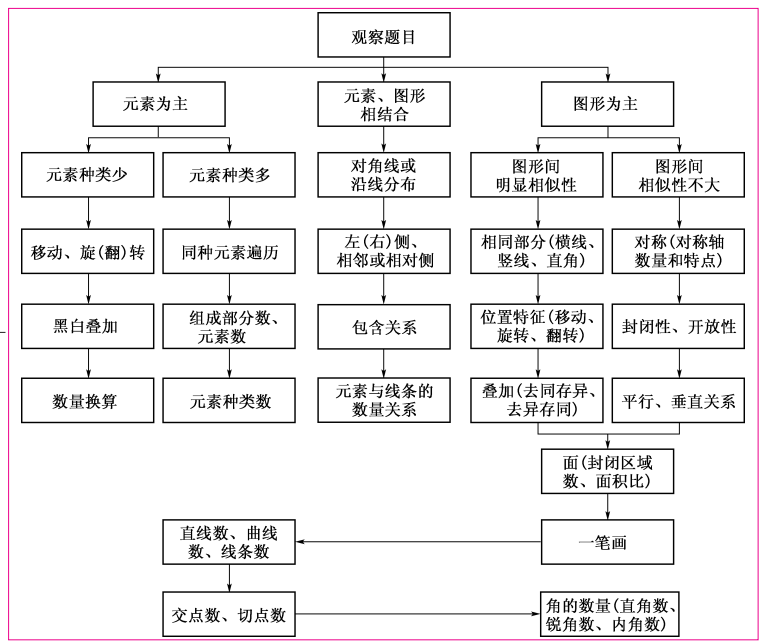 观察题目
元素为主
元素、图形
相结合
图形为主
元素种类少
元素种类多
对角线或
沿线分布
图形间
明显相似性
图形间
相似性不大
移动、旋(翻)转
同种元素遍历
左(右)侧、
相邻或相对侧
相同部分(横线、
竖线、直角)
对称(对称轴
数量和特点)
黑白叠加
组成部分数、
元素数
包含关系
位置特征(移动、
旋转、翻转)
封闭性、开放性
数量换算
元素种类数
元素与线条的
数量关系
叠加(去同存异、
去异存同)
平行、垂直关系
面(封闭区域
数、面积比)
直线数、曲线
数、线条数
一笔画
交点数、切点数
角的数量(直角数、
锐角数、内角数)